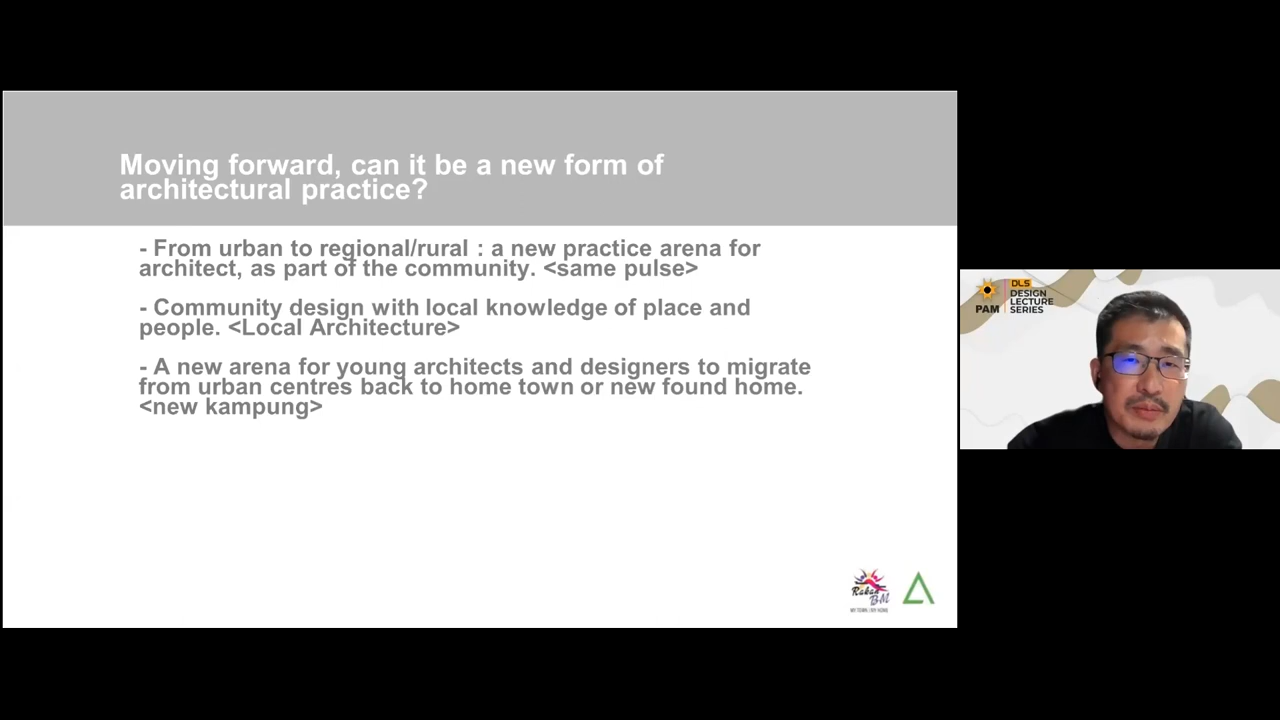 Moving forward, can it be a new form of
architectural practice?
- From urban to regional/rural : a new practice arena for
architect, as part of the community. <same pulse>
- Community design with local knowledge of place and
people. <Local Architecture>
- A new arena for young architects and designers to migrate
from urban centres back to home town or new found home.
<new kampung>
Rakan
BM
PAM
DLS
DESIGN
LECTURE
SERIES